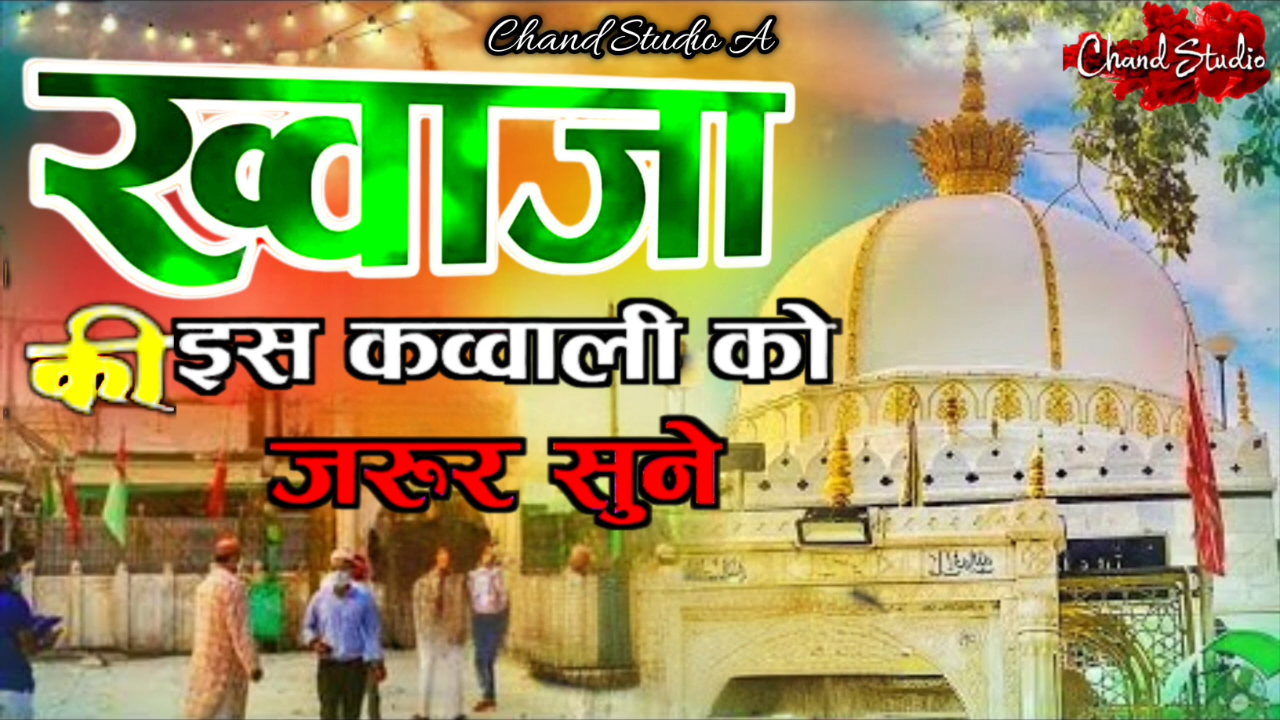 Chand Studio A
Chand Studio
ख्वाजा
की इस कव्वाली को
जरूर सुने